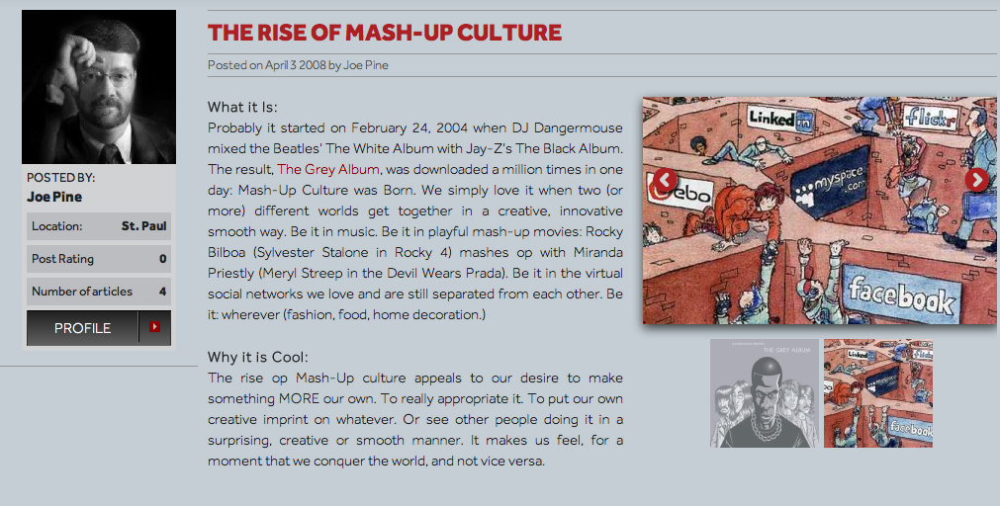 THE RISE OF MASH-UP CULTURE
Posted on April 3 2008 by Joe Pine
POSTED BY:
Joe Pine
Location: St. Paul
Post Rating 0
Number of articles 4
PROFILE
What it Is:
Probably it started on February 24, 2004 when DJ Dangermouse
mixed the Beatles' The White Album with Jay-Z's The Black Album.
The result, The Grey Album, was downloaded a million times in one
day: Mash-Up Culture was Born. We simply love it when two (or
more) different worlds get together in a creative, innovative
smooth way. Be it in music. Be it in playful mash-up movies: Rocky
Bilboa (Sylvester Stalone in Rocky 4) mashes op with Miranda
Priestly (Meryl Streep in the Devil Wears Prada). Be it in the virtual
social networks we love and are still separated from each other. Be
it: wherever (fashion, food, home decoration.)
Why it is Cool:
The rise op Mash-Up culture appeals to our desire to make
something MORE our own. To really appropriate it. To put our own
creative imprint on whatever. Or see other people doing it in a
surprising, creative or smooth manner. It makes us feel, for a
moment that we conquer the world, and not vice versa.
Linked in
flickr
myspace
.com
ebo
facebook
THE GREY ALBUM
Linked in
flick
myspace
facebook